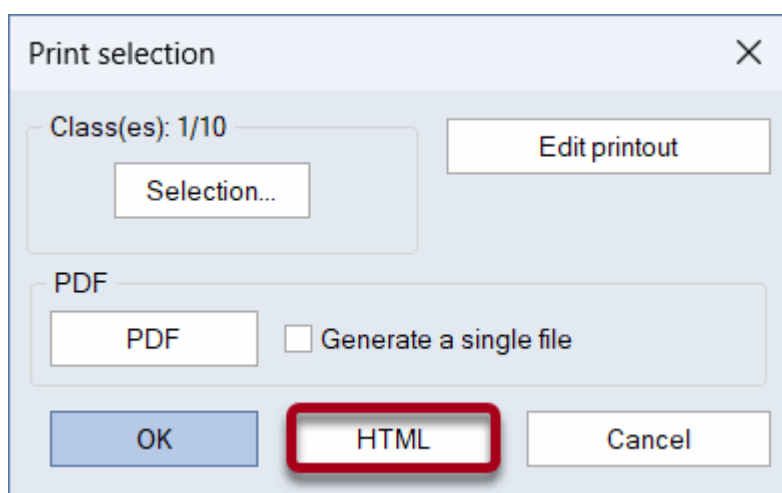 Print selection
Class(es): 1/10
Edit printout
Selection...
PDF
PDF
Generate a single file
OK
HTML
Cancel